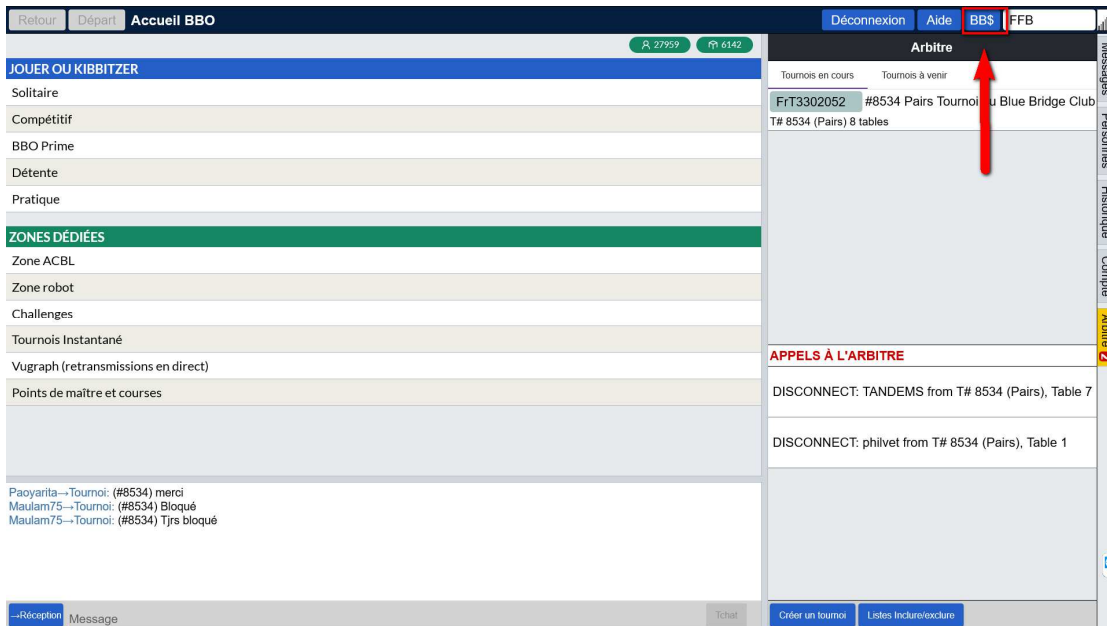 Retour Départ Accueil BBO Déconnexion Aide BB$ FFB
27959 6142
JOUER OU KIBBITZER
Solitaire
Compétitif
BBO Prime
Détente
Pratique
ZONES DÉDIÉES
Zone ACBL
Zone robot
Challenges
Tournois Instantané
Vugraph (retransmissions en direct)
Points de maître et courses
Paoyarita→Tournoi: (#8534) merci
Maulam75→Tournoi: (#8534) Bloqué
Maulam75→Tournoi: (#8534) Tjrs bloqué
→Réception Message Tchat
Arbitre
Tournois en cours Tournois à venir
FrT3302052 #8534 Pairs Tournoi u Blue Bridge Club
T# 8534 (Pairs) 8 tables
APPELS À L'ARBITRE
DISCONNECT: TANDEMS from T# 8534 (Pairs), Table 7
DISCONNECT: philvet from T# 8534 (Pairs), Table 1
Créer un tournoi Listes Inclure/exclure
Messages
Personnes
Historique
Compte
Arbitre 2